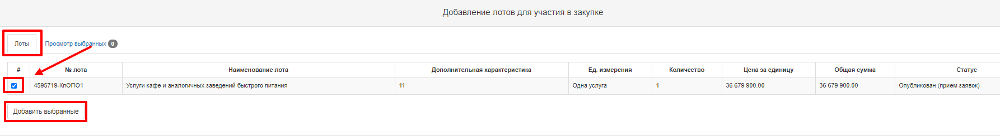 Добавление лотов для участия в закупке
Лоты Просмотр выбранных 0
# № лота Наименование лота Дополнительная характеристика Ед. измерения Количество Цена за единицу Общая сумма Статус
4595719-КпОПО1 Услуги кафе и аналогичных заведений быстрого питания 11 Одна услуга 1 36 679 900.00 36 679 900.00 Опубликован (прием заявок)
Добавить выбранные